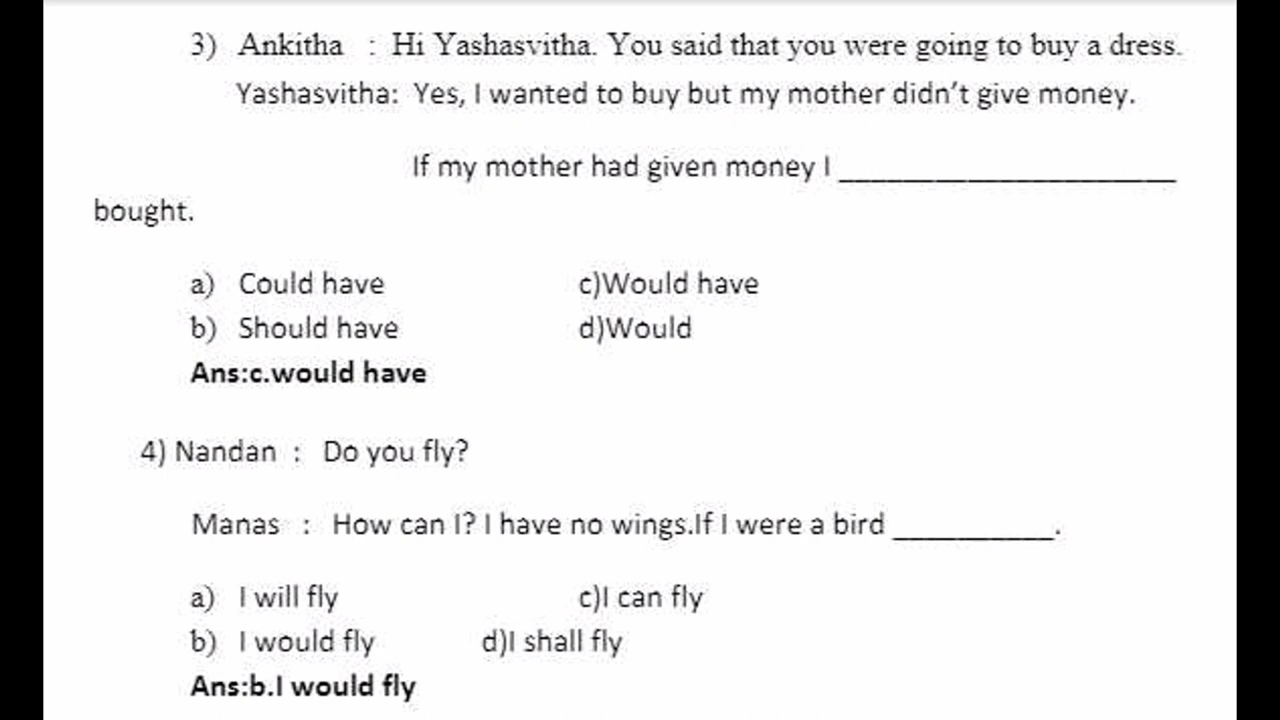 3) Ankitha : Hi Yashasvitha. You said that you were going to buy a dress.
Yashasvitha: Yes, I wanted to buy but my mother didn't give money.
If my mother had given money I _____________________
bought.
a) Could have c)Would have
b) Should have d)Would
Ans:c.would have
4) Nandan : Do you fly?
Manas : How can I? I have no wings.If I were a bird __________.
a) I will fly c)I can fly
b) I would fly d)I shall fly
Ans:b.I would fly